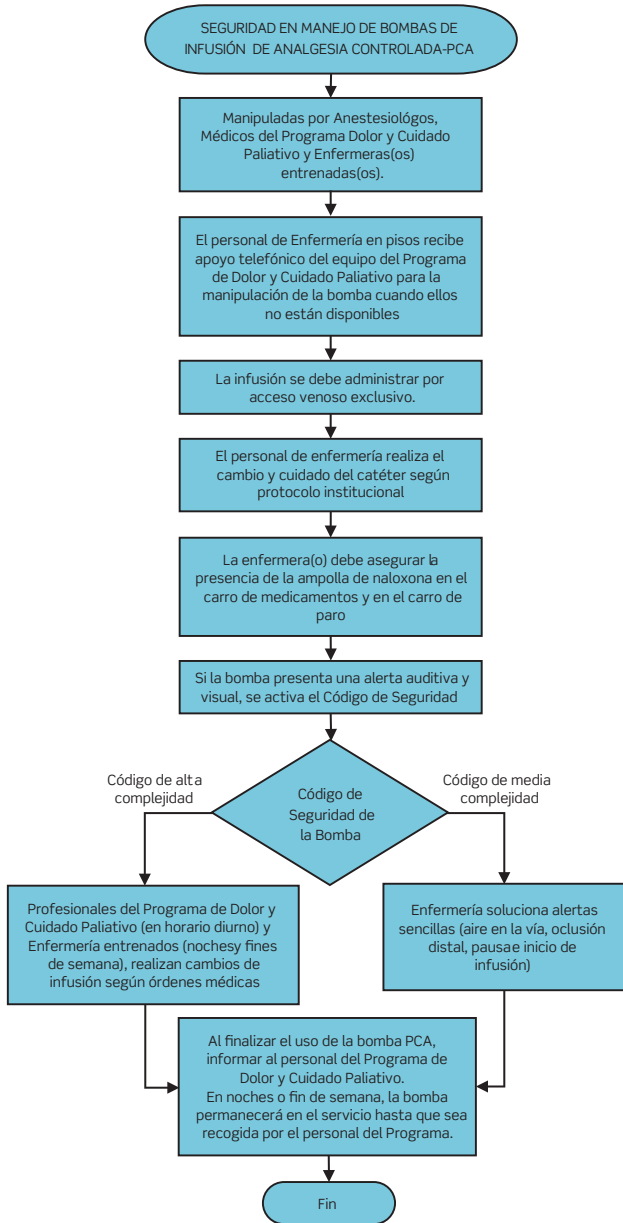 SEGURIDAD EN MANEJO DE BOMBAS DE
INFUSIÓN DE ANALGESIA CONTROLADA-PCA
Manipuladas por Anestesiológos,
Médicos del Programa Dolor y Cuidado
Paliativo y Enfermeras(os)
entrenadas(os).
El personal de Enfermería en pisos recibe
apoyo telefónico del equipo del Programa
de Dolor y Cuidado Paliativo para la
manipulación de la bomba cuando ellos
no están disponibles
La infusión se debe administrar por
acceso venoso exclusivo.
El personal de enfermería realiza el
cambio y cuidado del catéter según
protocolo institucional
La enfermera(o) debe asegurar la
presencia de la ampolla de naloxona en el
carro de medicamentos y en el carro de
paro
Si la bomba presenta una alerta auditiva y
visual, se activa el Código de Seguridad
Código de alta
complejidad
Código de
Seguridad de
la Bomba
Código de media
complejidad
Profesionales del Programa de Dolor y
Cuidado Paliativo (en horario diurno) y
Enfermería entrenados (nochesy fines
de semana), realizan cambios de
infusión según órdenes médicas
Enfermería soluciona alertas
sencillas (aire en la vía, oclusión
distal, pausa e inicio de
infusión)
Al finalizar el uso de la bomba PCA,
informar al personal del Programa de
Dolor y Cuidado Paliativo.
En noches o fin de semana, la bomba
permanecerá en el servicio hasta que sea
recogida por el personal del Programa.
Fin